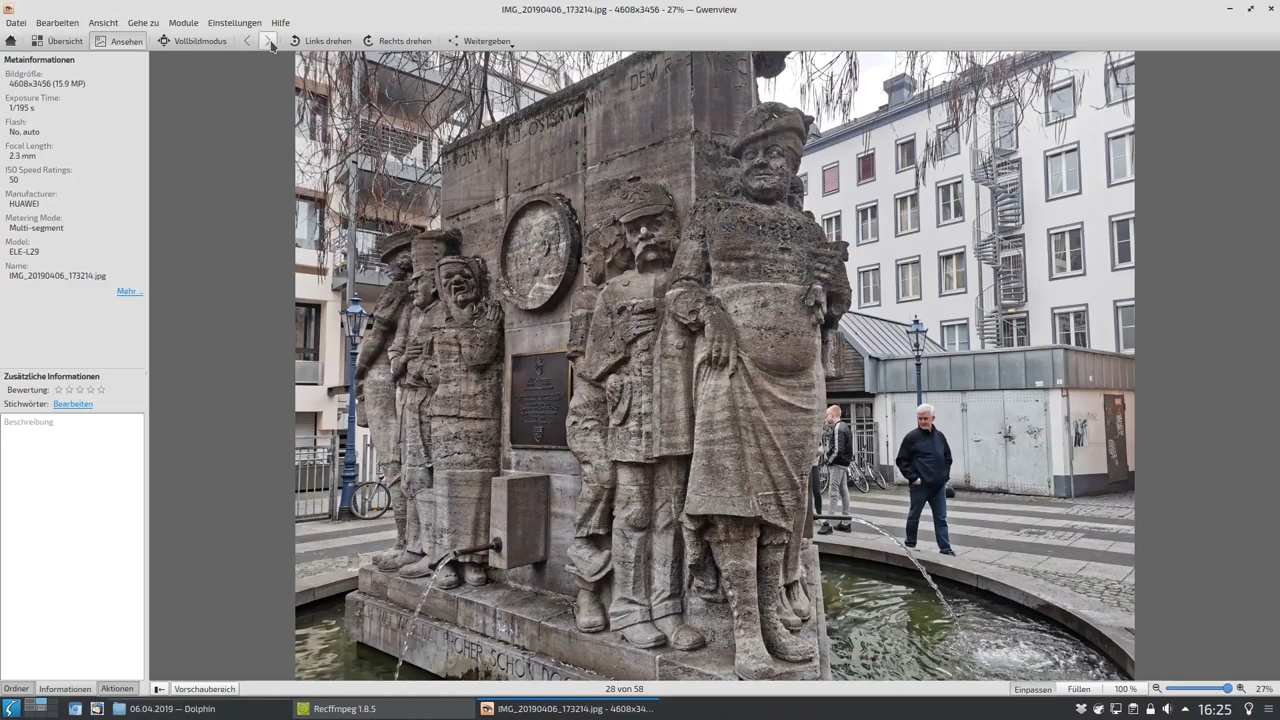 IMG_20190406_173214.jpg - 4608x3456 - 27% — Gwenview
Datei Bearbeiten Ansicht Gehe zu Module Einstellungen Hilfe
Übersicht Ansehen Vollbildmodus Links drehen Rechts drehen Weitergeben
Metainformationen
Bildgröße:
4608x3456 (15.9 MP)
Exposure Time:
1/195 s
Flash:
No, auto
Focal Length:
2.3 mm
ISO Speed Ratings:
50
Manufacturer:
HUAWEI
Metering Mode:
Multi-segment
Model:
ELE-L29
Name:
IMG_20190406_173214.jpg
Mehr ...
Zusätzliche Informationen
Bewertung:
Stichwörter: Bearbeiten
Beschreibung
DEM
Ordner Informationen Aktionen Vorschaubereich 28 von 58 Einpassen Füllen 100 % 27%
06.04.2019 — Dolphin Recffmpeg 1.8.5 IMG_20190406_173214.jpg - 4608x34... 16:25